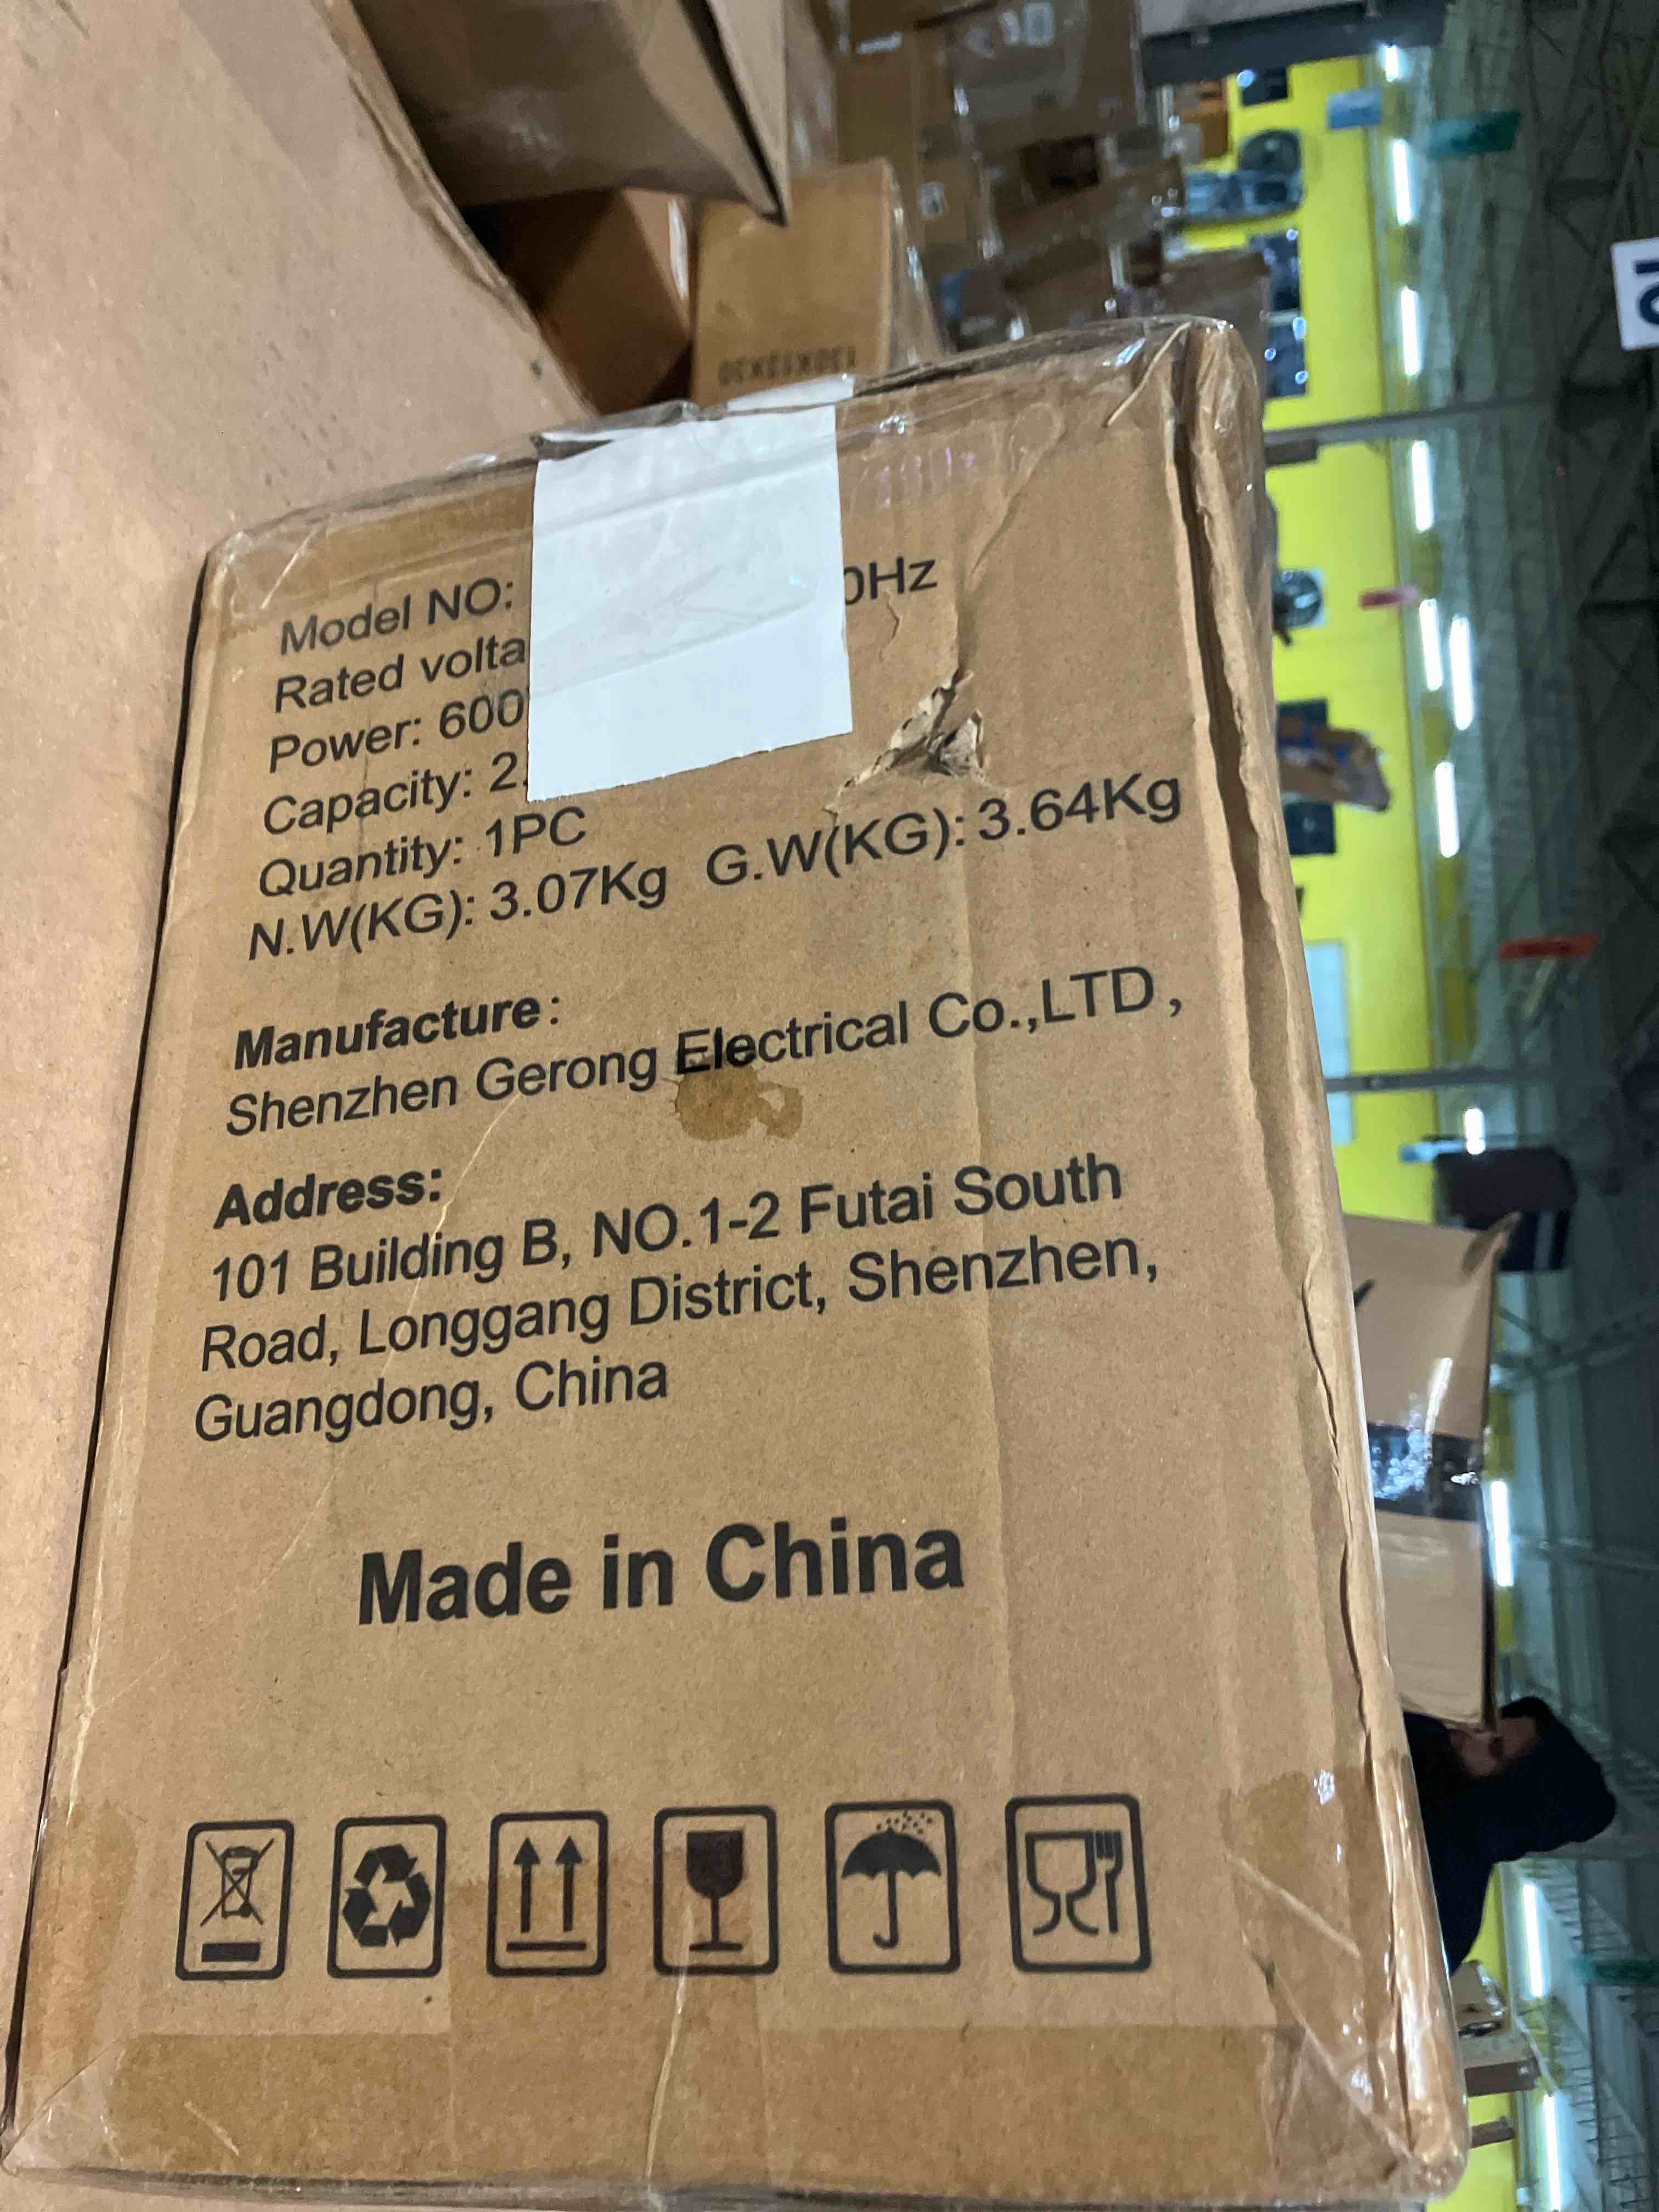 Model NO:
Rated volta 0Hz
Power: 600
Capacity: 2.
Quantity: 1PC
N.W(KG): 3.07Kg G.W(KG): 3.64Kg
Manufacture:
Shenzhen Gerong Electrical Co.,LTD,
Address:
101 Building B, NO.1-2 Futai South
Road, Longgang District, Shenzhen,
Guangdong, China
Made in China